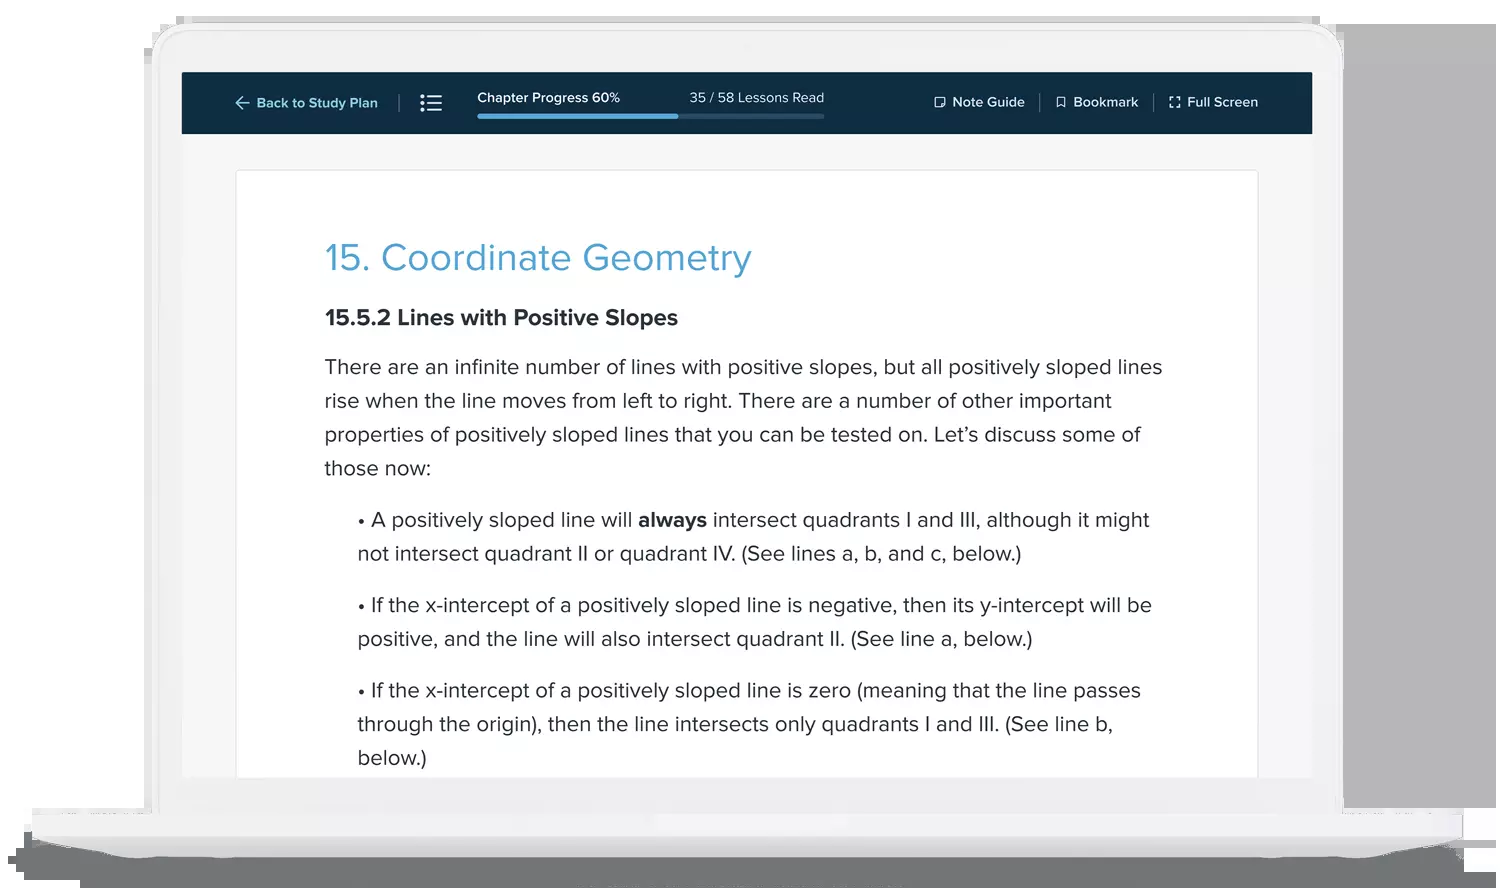 Back to Study Plan
Chapter Progress 60%
35 / 58 Lessons Read
Note Guide
Bookmark
Full Screen
15. Coordinate Geometry
15.5.2 Lines with Positive Slopes
There are an infinite number of lines with positive slopes, but all positively sloped lines
rise when the line moves from left to right. There are a number of other important
properties of positively sloped lines that you can be tested on. Let’s discuss some of
those now:
• A positively sloped line will always intersect quadrants I and III, although it might
not intersect quadrant II or quadrant IV. (See lines a, b, and c, below.)
• If the x-intercept of a positively sloped line is negative, then its y-intercept will be
positive, and the line will also intersect quadrant II. (See line a, below.)
• If the x-intercept of a positively sloped line is zero (meaning that the line passes
through the origin), then the line intersects only quadrants I and III. (See line b,
below.)